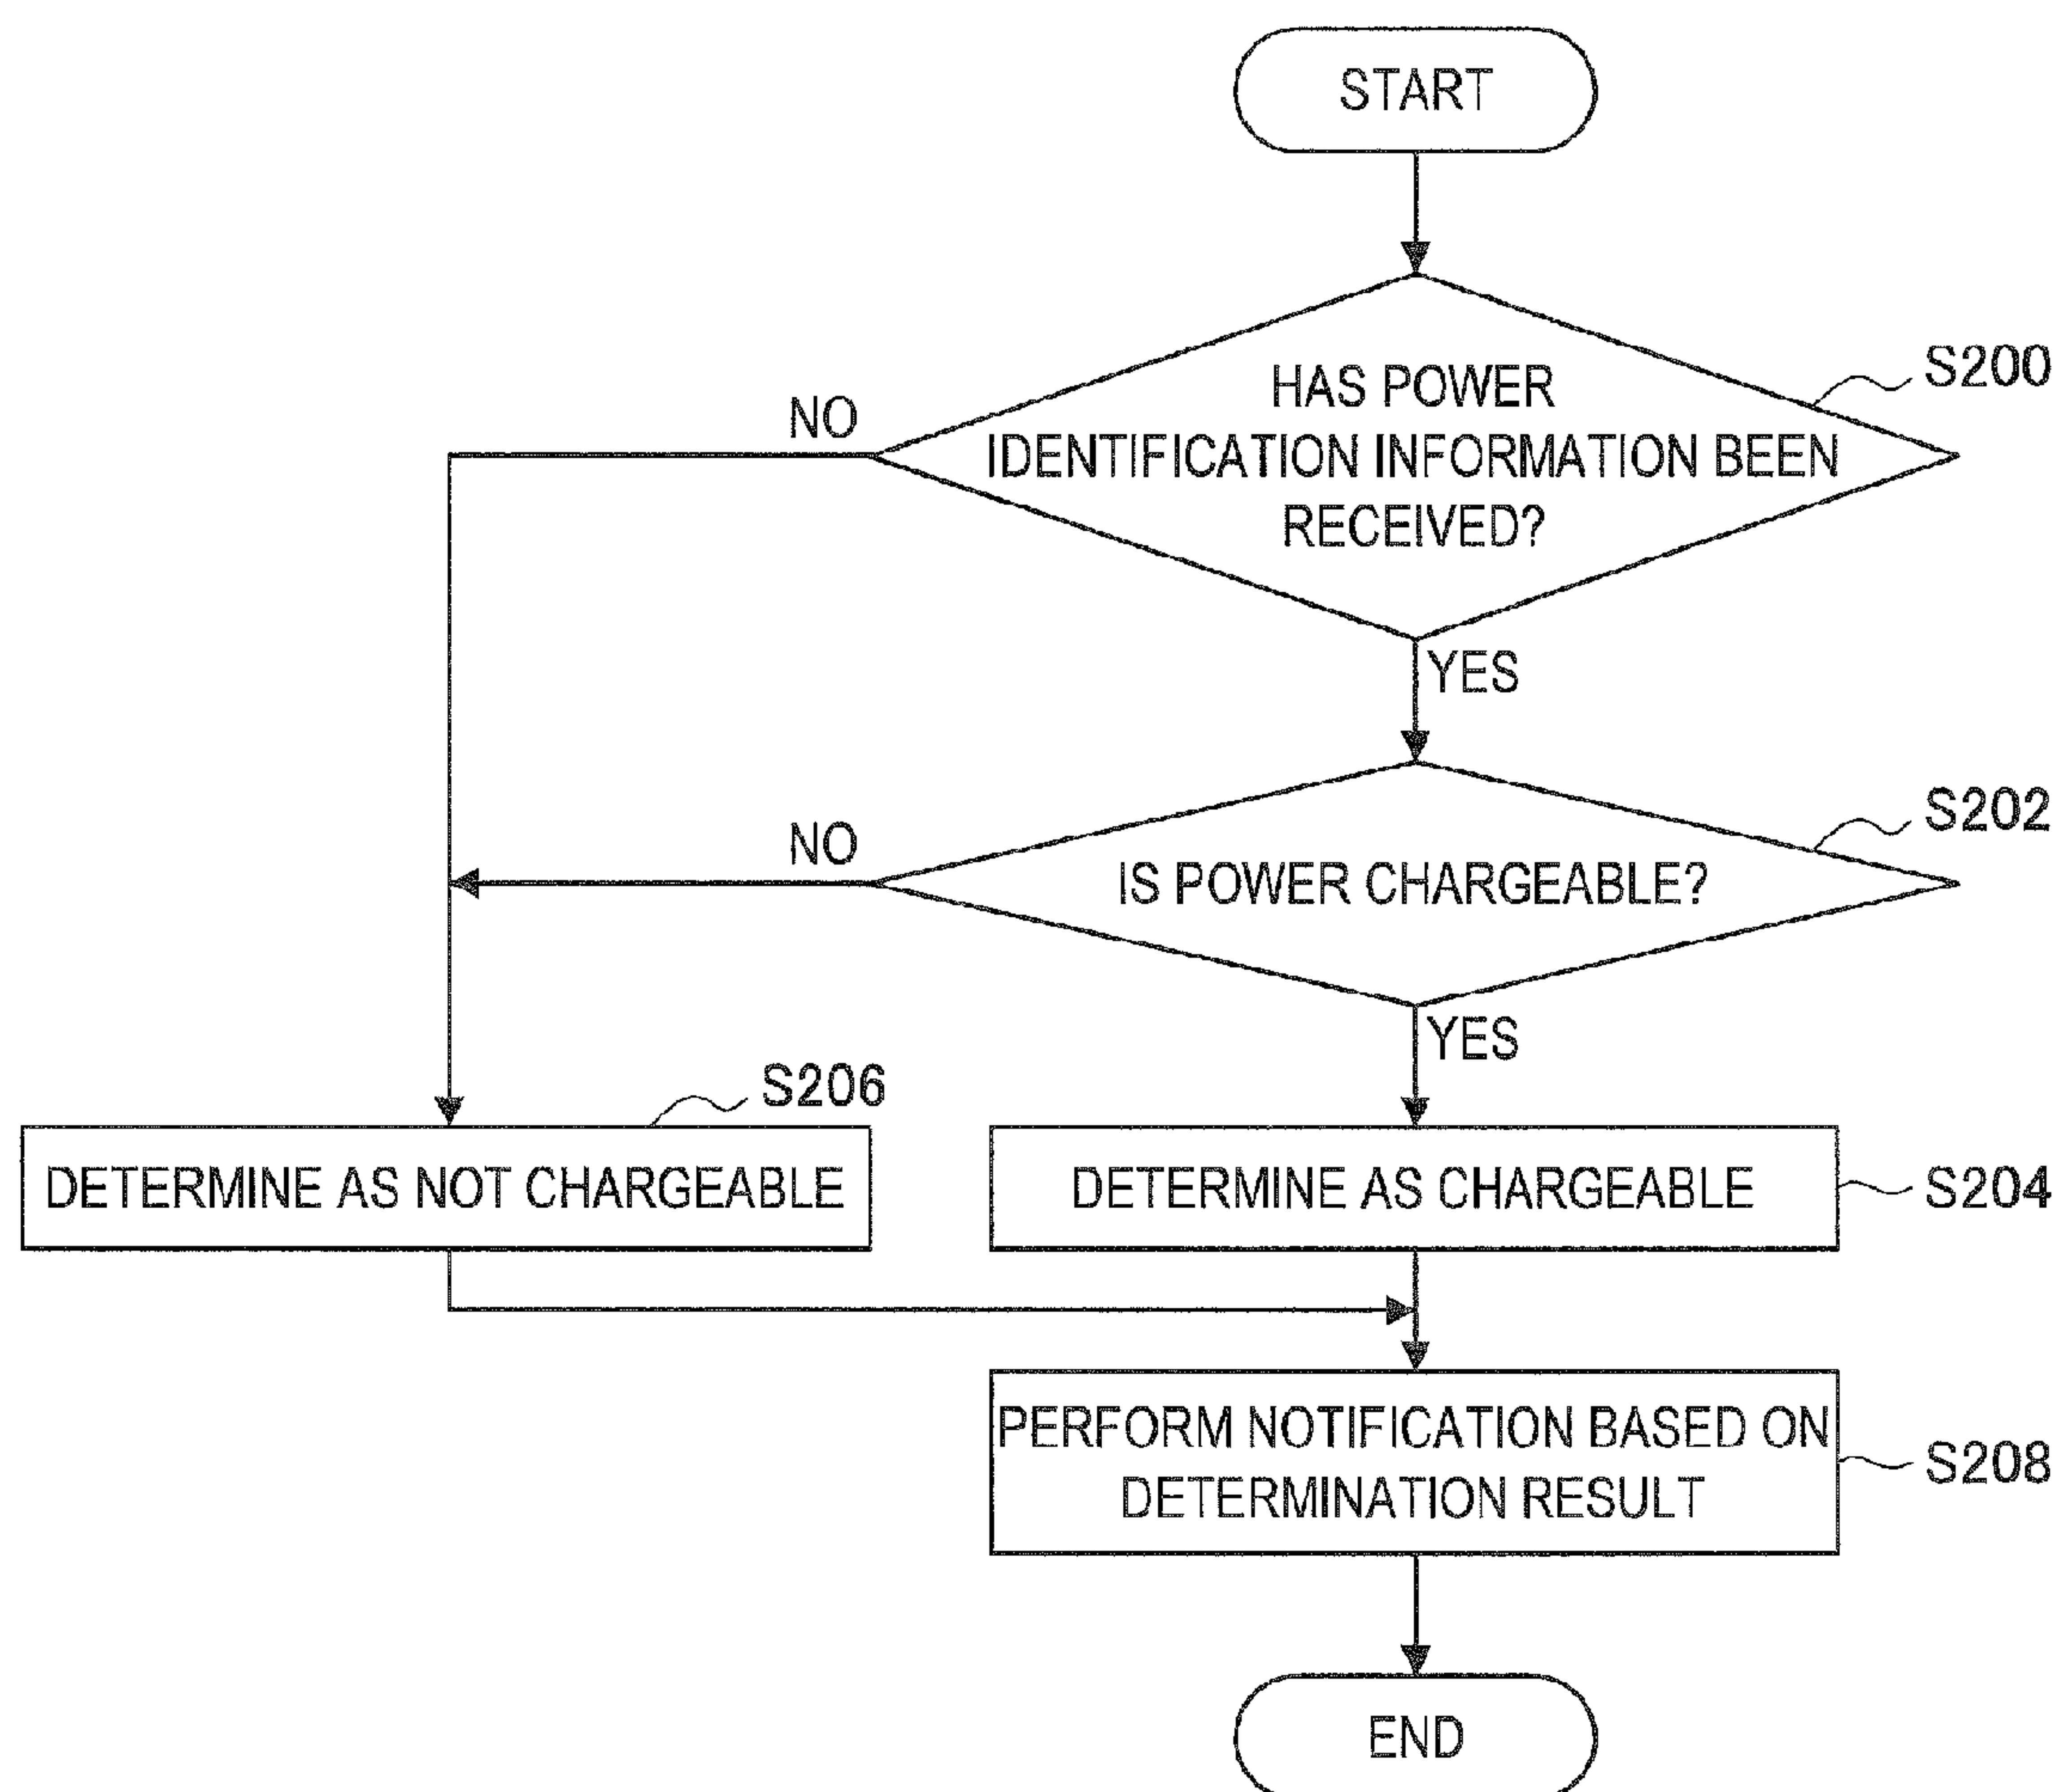 START
HAS POWER
IDENTIFICATION INFORMATION BEEN
RECEIVED?
S200
NO
YES
IS POWER CHARGEABLE?
S202
NO
YES
S206
DETERMINE AS NOT CHARGEABLE
DETERMINE AS CHARGEABLE
S204
PERFORM NOTIFICATION BASED ON
DETERMINATION RESULT
S208
END